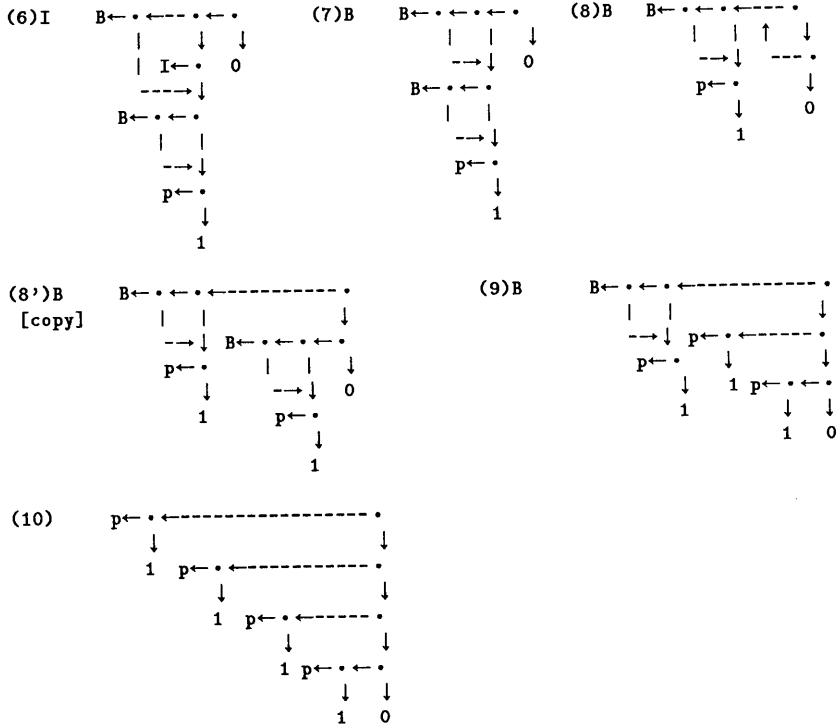 (6)I B← · ←--- · ← · (7)B B← · ← · ← · (8)B B← · ← · ←------ ·
| ↓ ↓ | | ↓ | | ↑ ↓
| I← · 0 --→ ↓ 0 --→ ↓ ---- ·
-----→ ↓ B← · ← · p← · ↓
B← · ← · | | ↓ 0
| | --→ ↓ 1
--→ ↓ p← ·
p← · ↓
↓ 1
1
(8')B B← · ← · ←------------- · (9)B B← · ← · ←-------------- ·
[copy] | | ↓ | | ↓
--→ ↓ B← · ← · ← · --→ ↓ p← · ←-------- ·
p← · | | ↓ p← · ↓ ↓
↓ --→ ↓ 0 ↓ 1 p← · ← ·
1 p← · 1 ↓ ↓
↓ 1 0
1
(10) p← · ←-------------------- ·
↓ ↓
1 p← · ←-------------- ·
↓ ↓
1 p← · ←------- ·
↓ ↓
1 p← · ← ·
↓ ↓
1 0